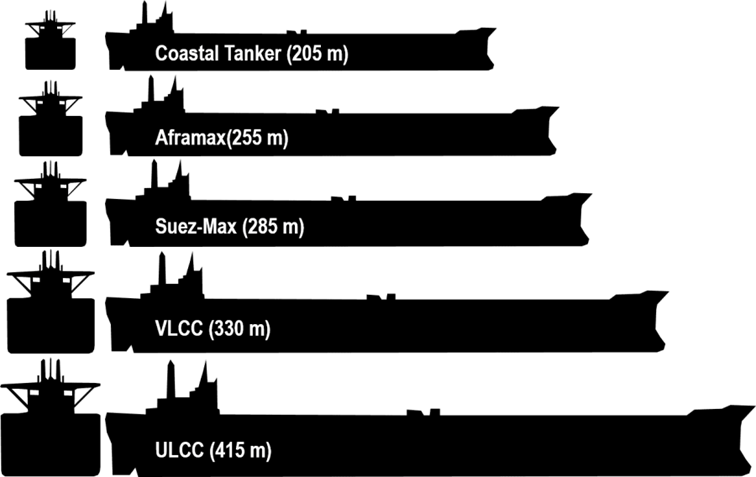 Coastal Tanker (205 m)
Aframax(255 m)
Suez-Max (285 m)
VLCC (330 m)
ULCC (415 m)